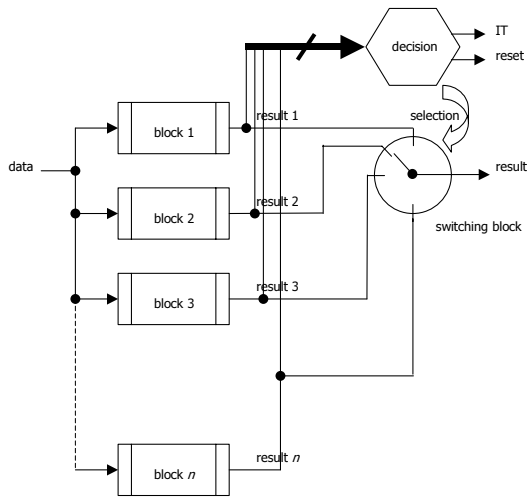 IT
decision
reset
selection
block 1
result 1
data
result
block 2
result 2
switching block
result 3
block 3
block n
result n